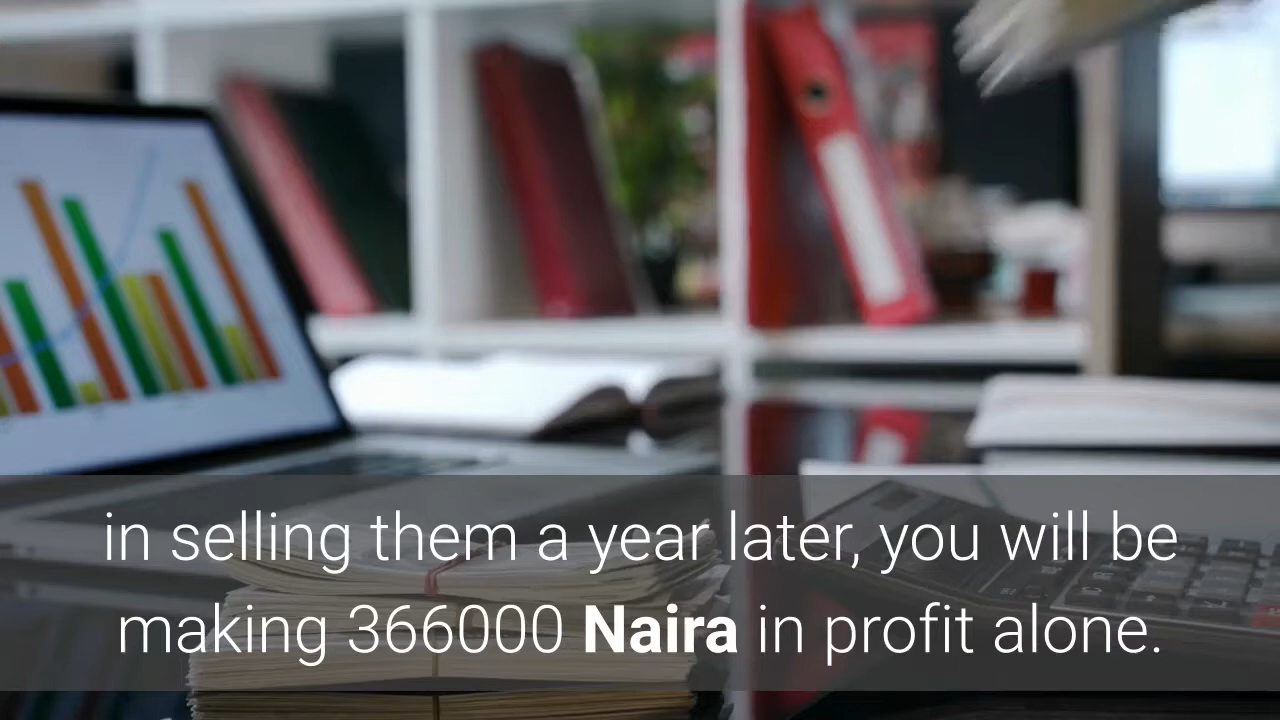 in selling them a year later, you will be
making 366000 Naira in profit alone.